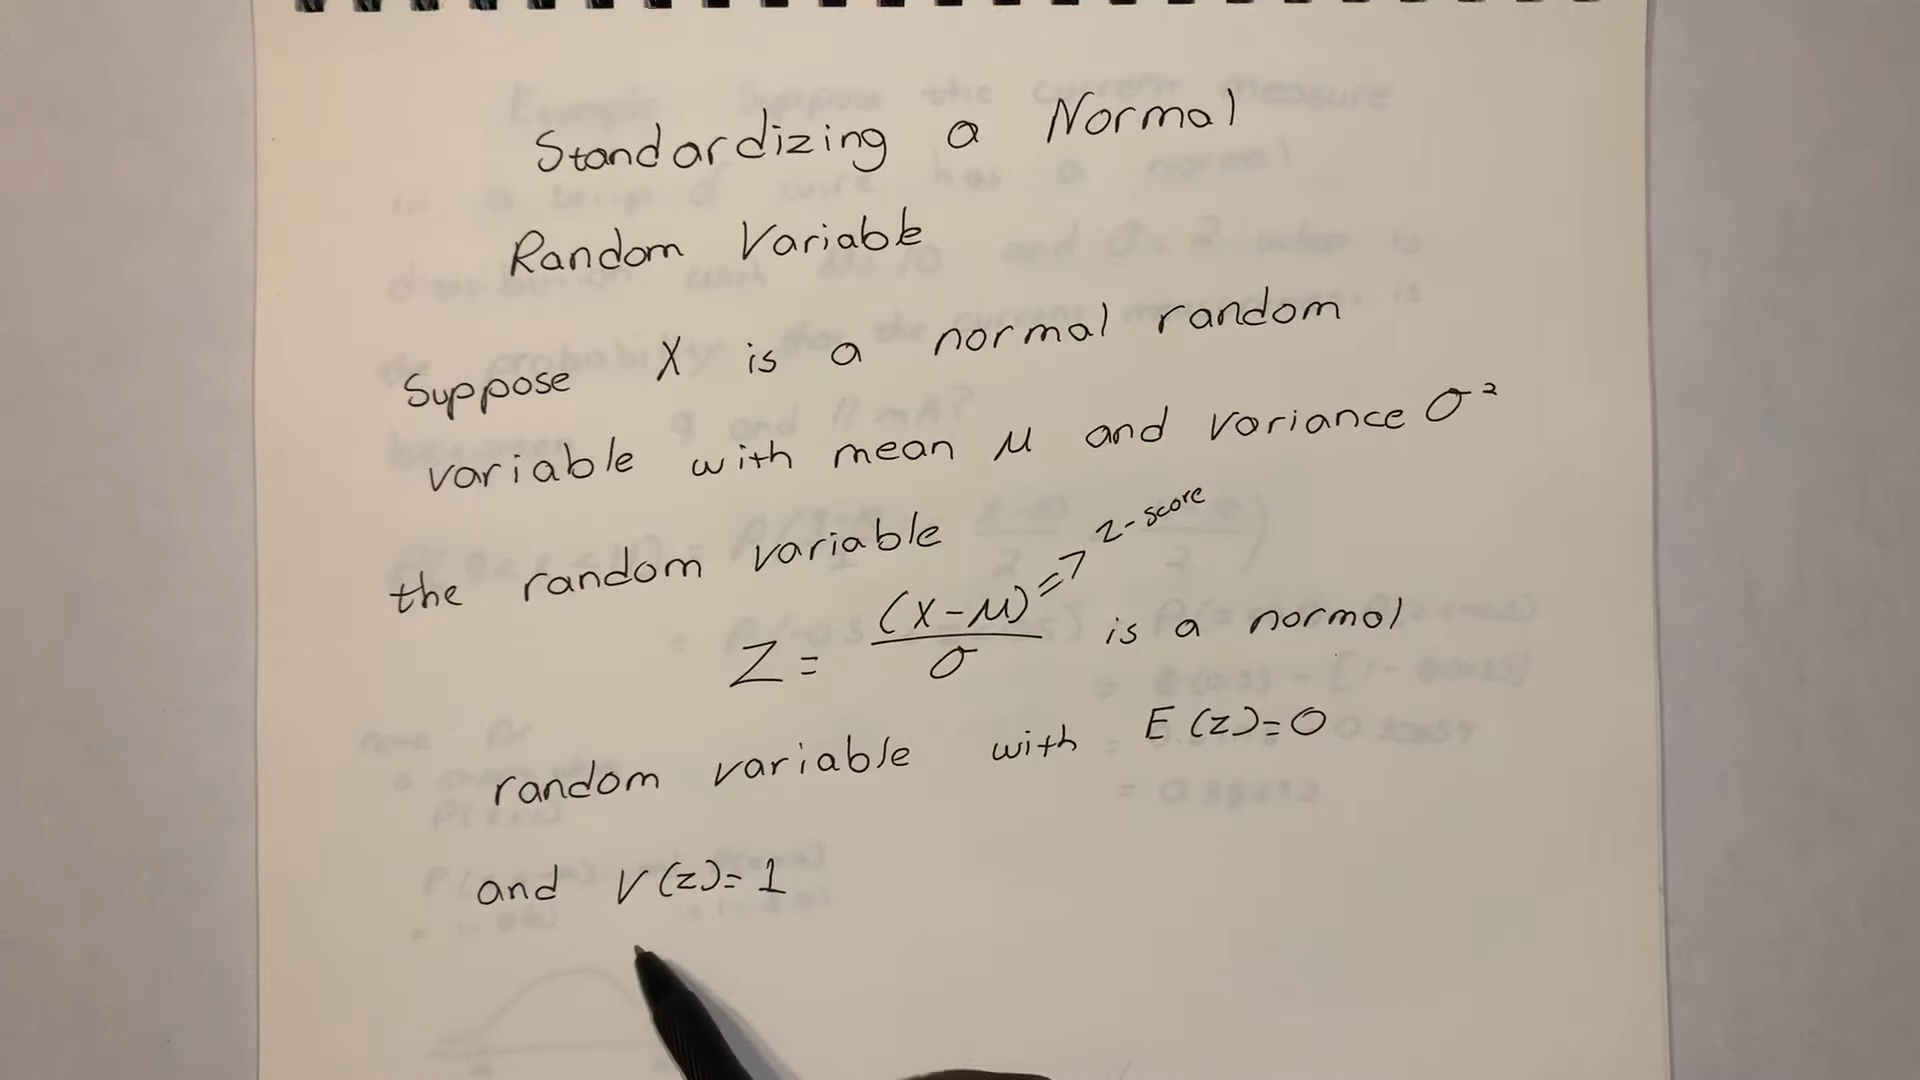 Standardizing a Normal
Random Variable
Suppose X is a normal random
variable with mean μ and variance σ²
the random variable
Z = (X-μ)/σ => z-score is a normal
random variable with E(z)=0
and V(z)=1